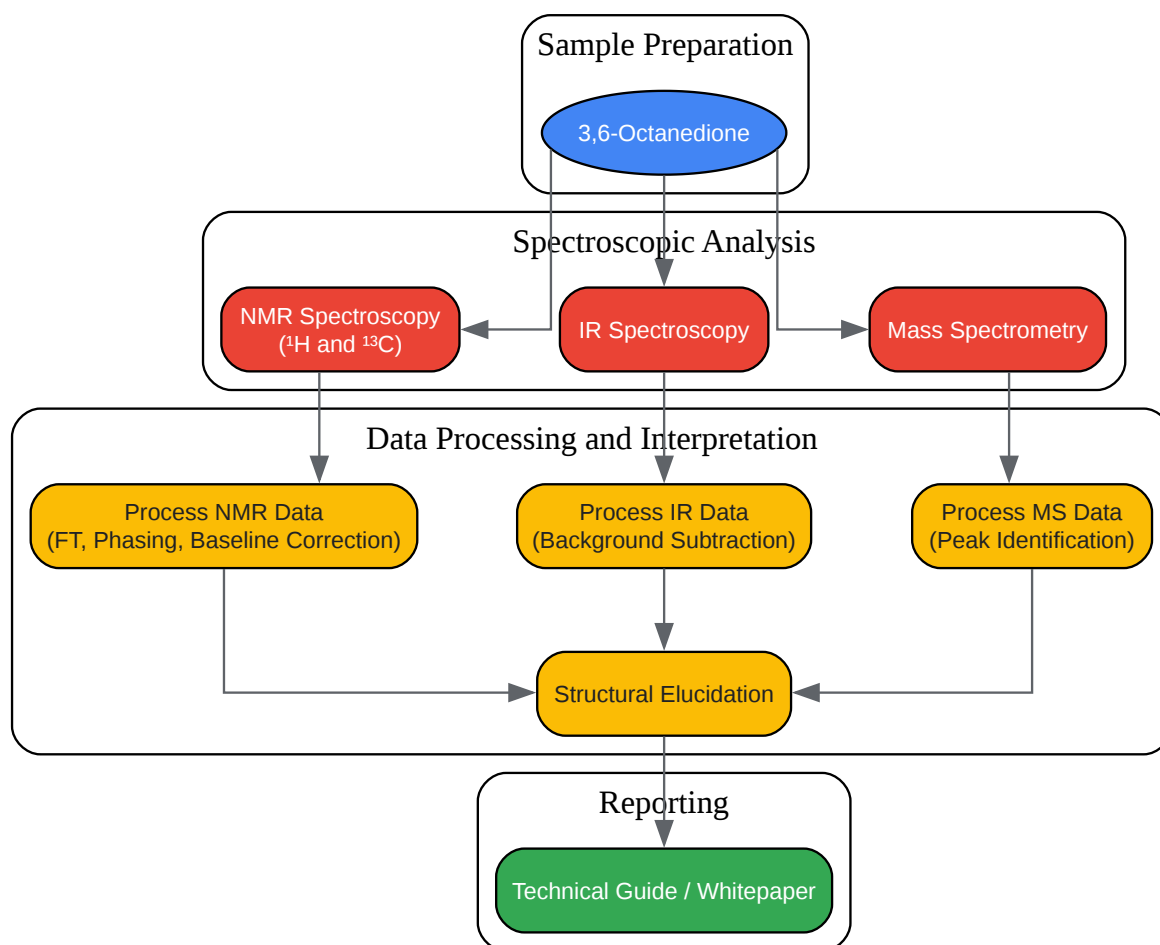 Sample Preparation
3,6-Octanedione
Spectroscopic Analysis
NMR Spectroscopy
(¹H and ¹³C)
IR Spectroscopy
Mass Spectrometry
Data Processing and Interpretation
Process NMR Data
(FT, Phasing, Baseline Correction)
Process IR Data
(Background Subtraction)
Process MS Data
(Peak Identification)
Structural Elucidation
Reporting
Technical Guide / Whitepaper